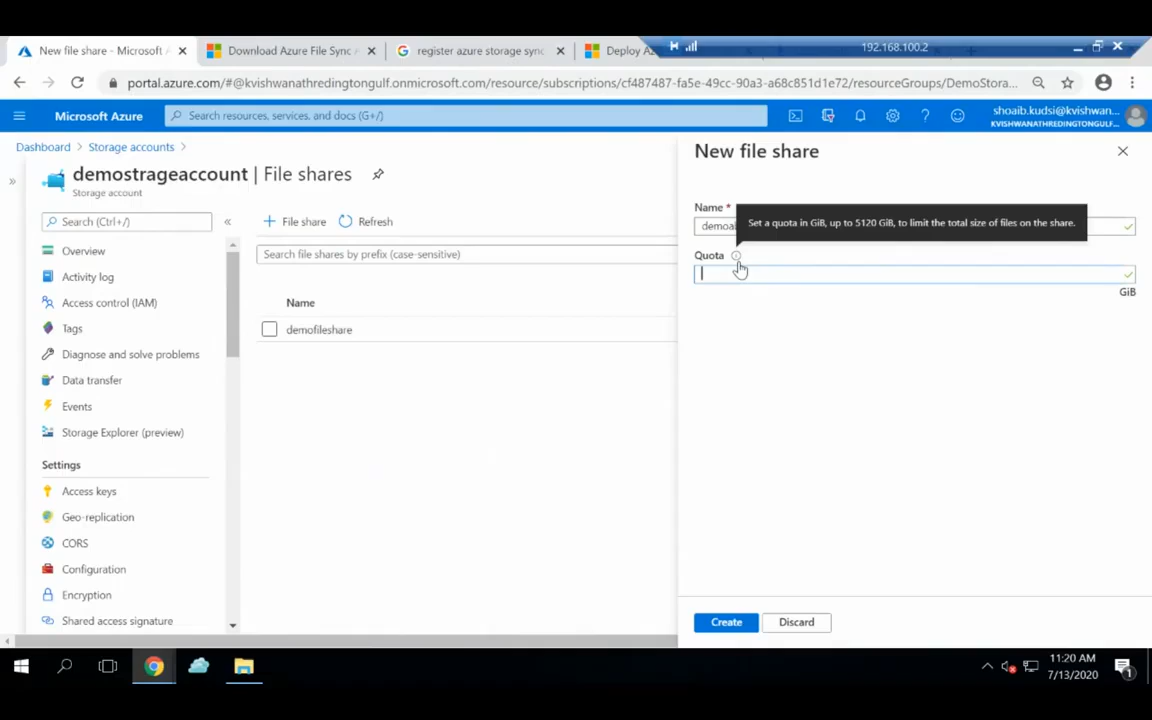 New file share - Microsoft A
Download Azure File Sync A
register azure storage sync
Deploy Az
192.168.100.2
portal.azure.com/#@kvishwanathredingtongulf.onmicrosoft.com/resource/subscriptions/cf487487-fa5e-49cc-90a3-a68c851d1e72/resourceGroups/DemoStora...
Microsoft Azure
Search resources, services, and docs (G+/)
shoaib.kudsi@kvishwan...
KVISHWANATHREDINGTONGULF...
Dashboard > Storage accounts >
demostrageaccount | File shares
Storage account
Search (Ctrl+/)
«
Overview
Activity log
Access control (IAM)
Tags
Diagnose and solve problems
Data transfer
Events
Storage Explorer (preview)
Settings
Access keys
Geo-replication
CORS
Configuration
Encryption
Shared access signature
+ File share
Refresh
Search file shares by prefix (case-sensitive)
Name
demofileshare
New file share
Name *
Set a quota in GiB, up to 5120 GiB, to limit the total size of files on the share.
Quota
GiB
Create
Discard
11:20 AM
7/13/2020
1